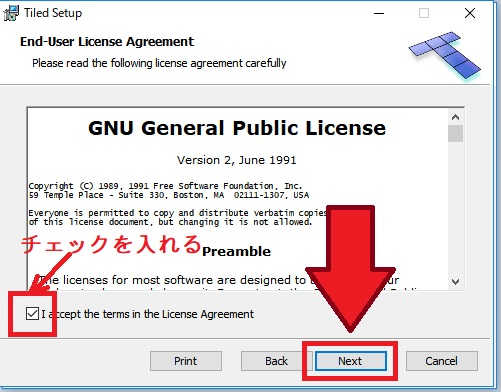 Tiled Setup
End-User License Agreement
Please read the following license agreement carefully
GNU General Public License
Version 2, June 1991
Copyright (C) 1989, 1991 Free Software Foundation, Inc.
59 Temple Place - Suite 330, Boston, MA  02111-1307, USA
Everyone is permitted to copy and distribute verbatim copies
of this license document, but changing it is not allowed.
チェックを入れる
Preamble
The licenses for most software are designed to
I accept the terms in the License Agreement
Print
Back
Next
Cancel